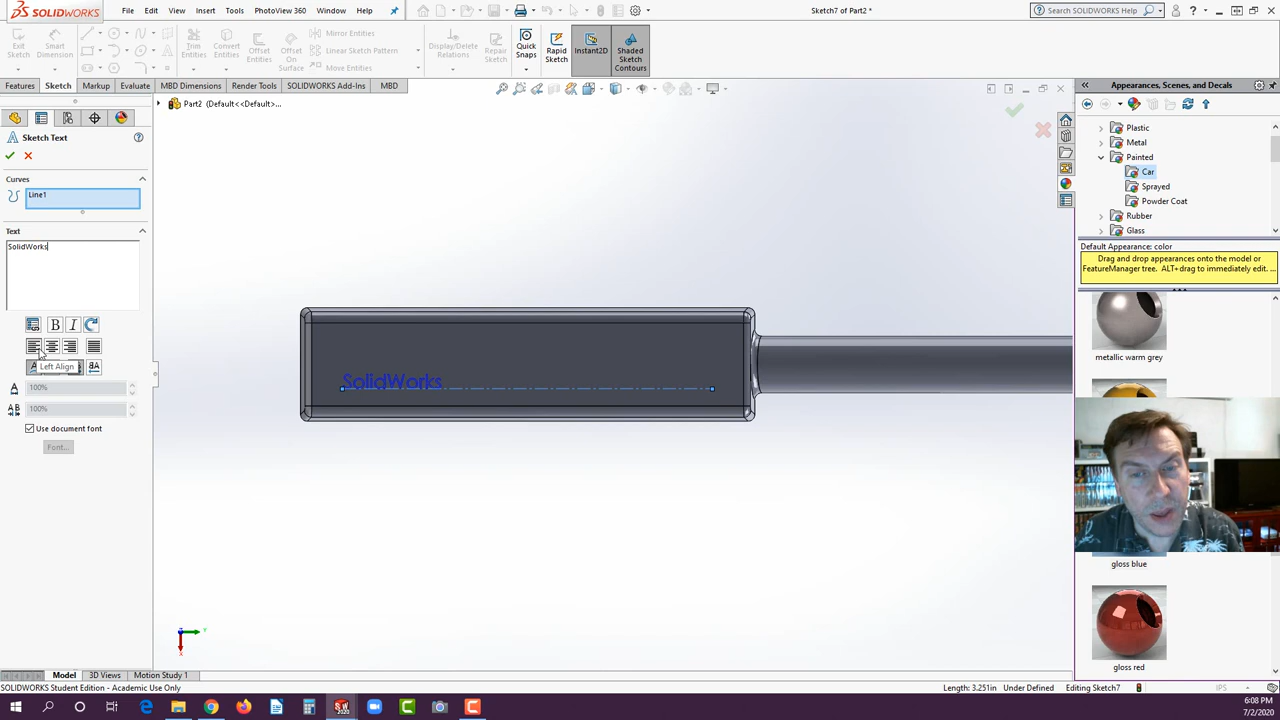 SOLIDWORKS
File Edit View Insert Tools PhotoView 360 Window Help
Sketch7 of Part2 *
Search SOLIDWORKS Help
Exit Sketch
Smart Dimension
Trim Entities
Convert Entities
Offset Entities
Offset On Surface
Mirror Entities
Linear Sketch Pattern
Move Entities
Display/Delete Relations
Repair Sketch
Quick Snaps
Rapid Sketch
Instant2D
Shaded Sketch Contours
Features Sketch Markup Evaluate MBD Dimensions Render Tools SOLIDWORKS Add-Ins MBD
Part2 (Default<<Default>...
Sketch Text
Curves
Line1
Text
SolidWorks
B I
Left Align
100%
AB 100%
Use document font
Font...
SolidWorks
Appearances, Scenes, and Decals
Plastic
Metal
Painted
Car
Sprayed
Powder Coat
Rubber
Glass
Default Appearance: color
Drag and drop appearances onto the model or
FeatureManager tree. ALT+drag to immediately edit. ...
metallic warm grey
gloss blue
gloss red
Model 3D Views Motion Study 1
SOLIDWORKS Student Edition - Academic Use Only
Length: 3.251in Under Defined Editing Sketch7 IPS
6:08 PM
7/2/2020